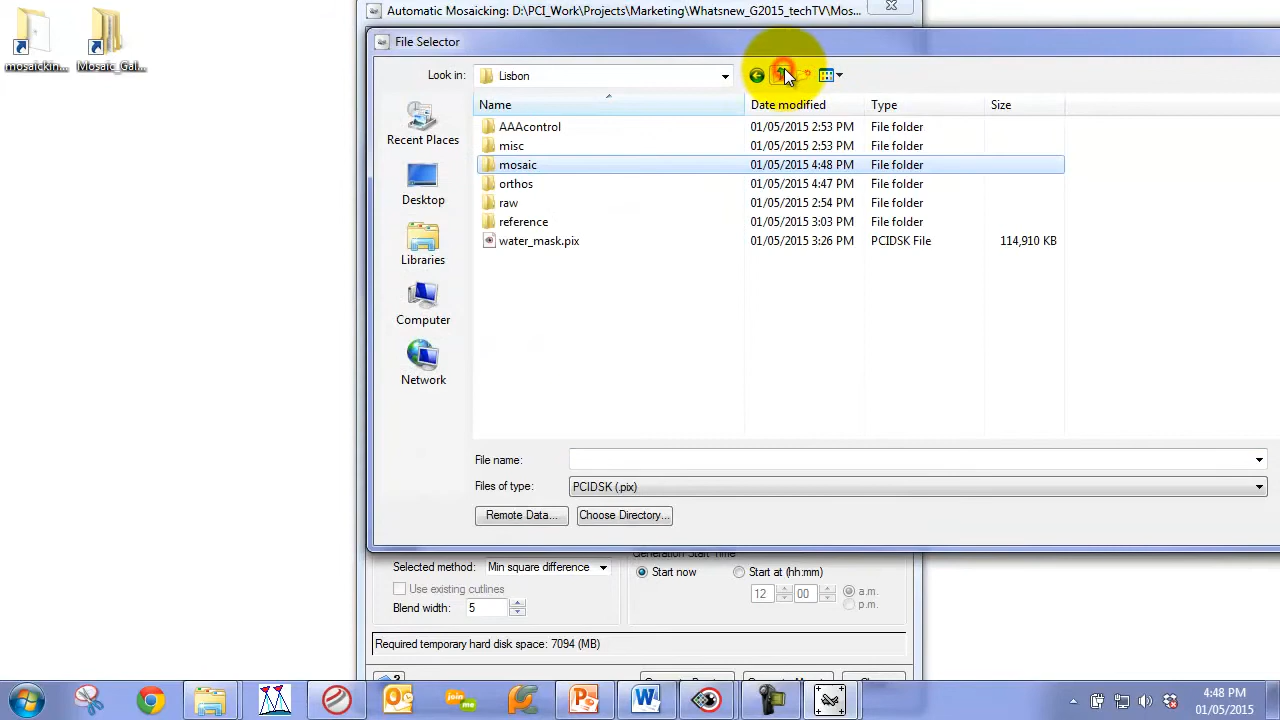 Automatic Mosaicking: D:\PCI_Work\Projects\Marketing\Whatsnew_G2015_techTV\Mos...
mosaickin...
Mosaic_Gal...
File Selector
Look in: Lisbon
Name Date modified Type Size
AAAcontrol 01/05/2015 2:53 PM File folder
misc 01/05/2015 2:53 PM File folder
mosaic 01/05/2015 4:48 PM File folder
orthos 01/05/2015 4:47 PM File folder
raw 01/05/2015 2:54 PM File folder
reference 01/05/2015 3:03 PM File folder
water_mask.pix 01/05/2015 3:26 PM PCIDSK File 114,910 KB
Recent Places
Desktop
Libraries
Computer
Network
File name:
Files of type: PCIDSK (.pix)
Remote Data... Choose Directory...
Generation Start Time
Selected method: Min square difference Start now Start at (hh:mm)
Use existing cutlines 12 00 a.m.
Blend width: 5 p.m.
Required temporary hard disk space: 7094 (MB)
join me
4:48 PM
01/05/2015